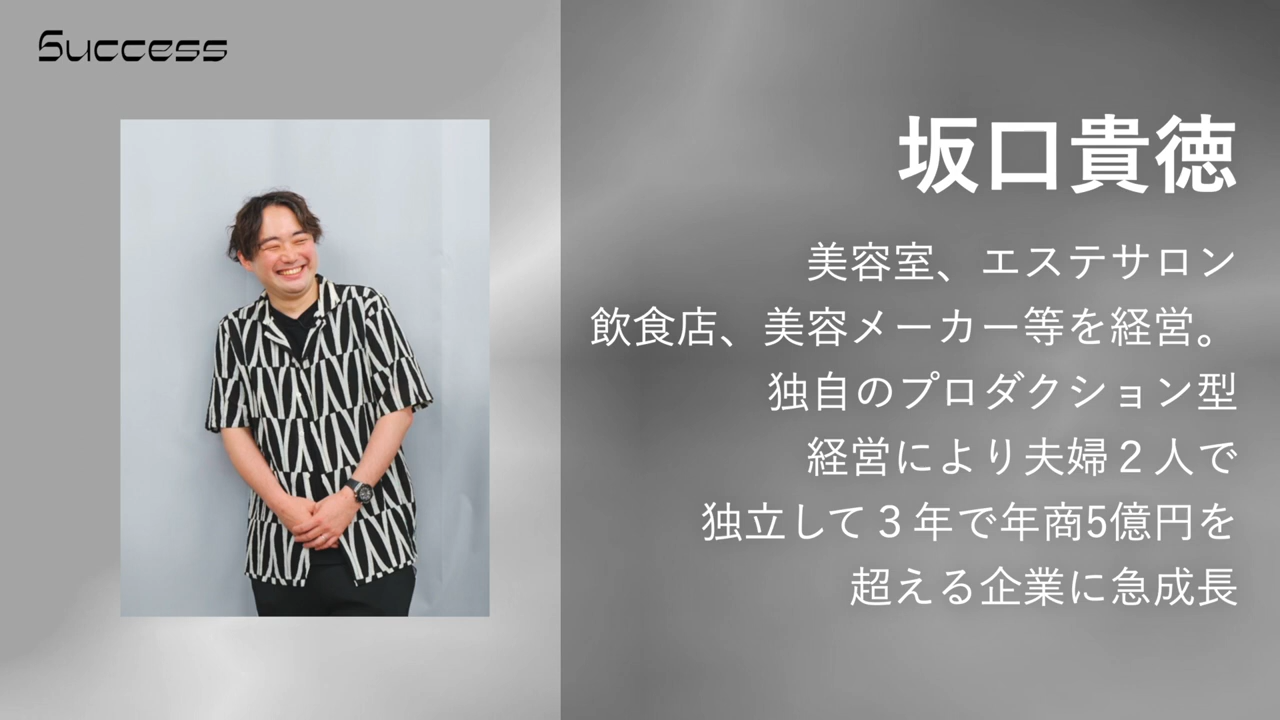 Success
坂口貴徳
美容室、エステサロン
飲食店、美容メーカー等を経営。
独自のプロダクション型
経営により夫婦２人で
独立して３年で年商5億円を
超える企業に急成長